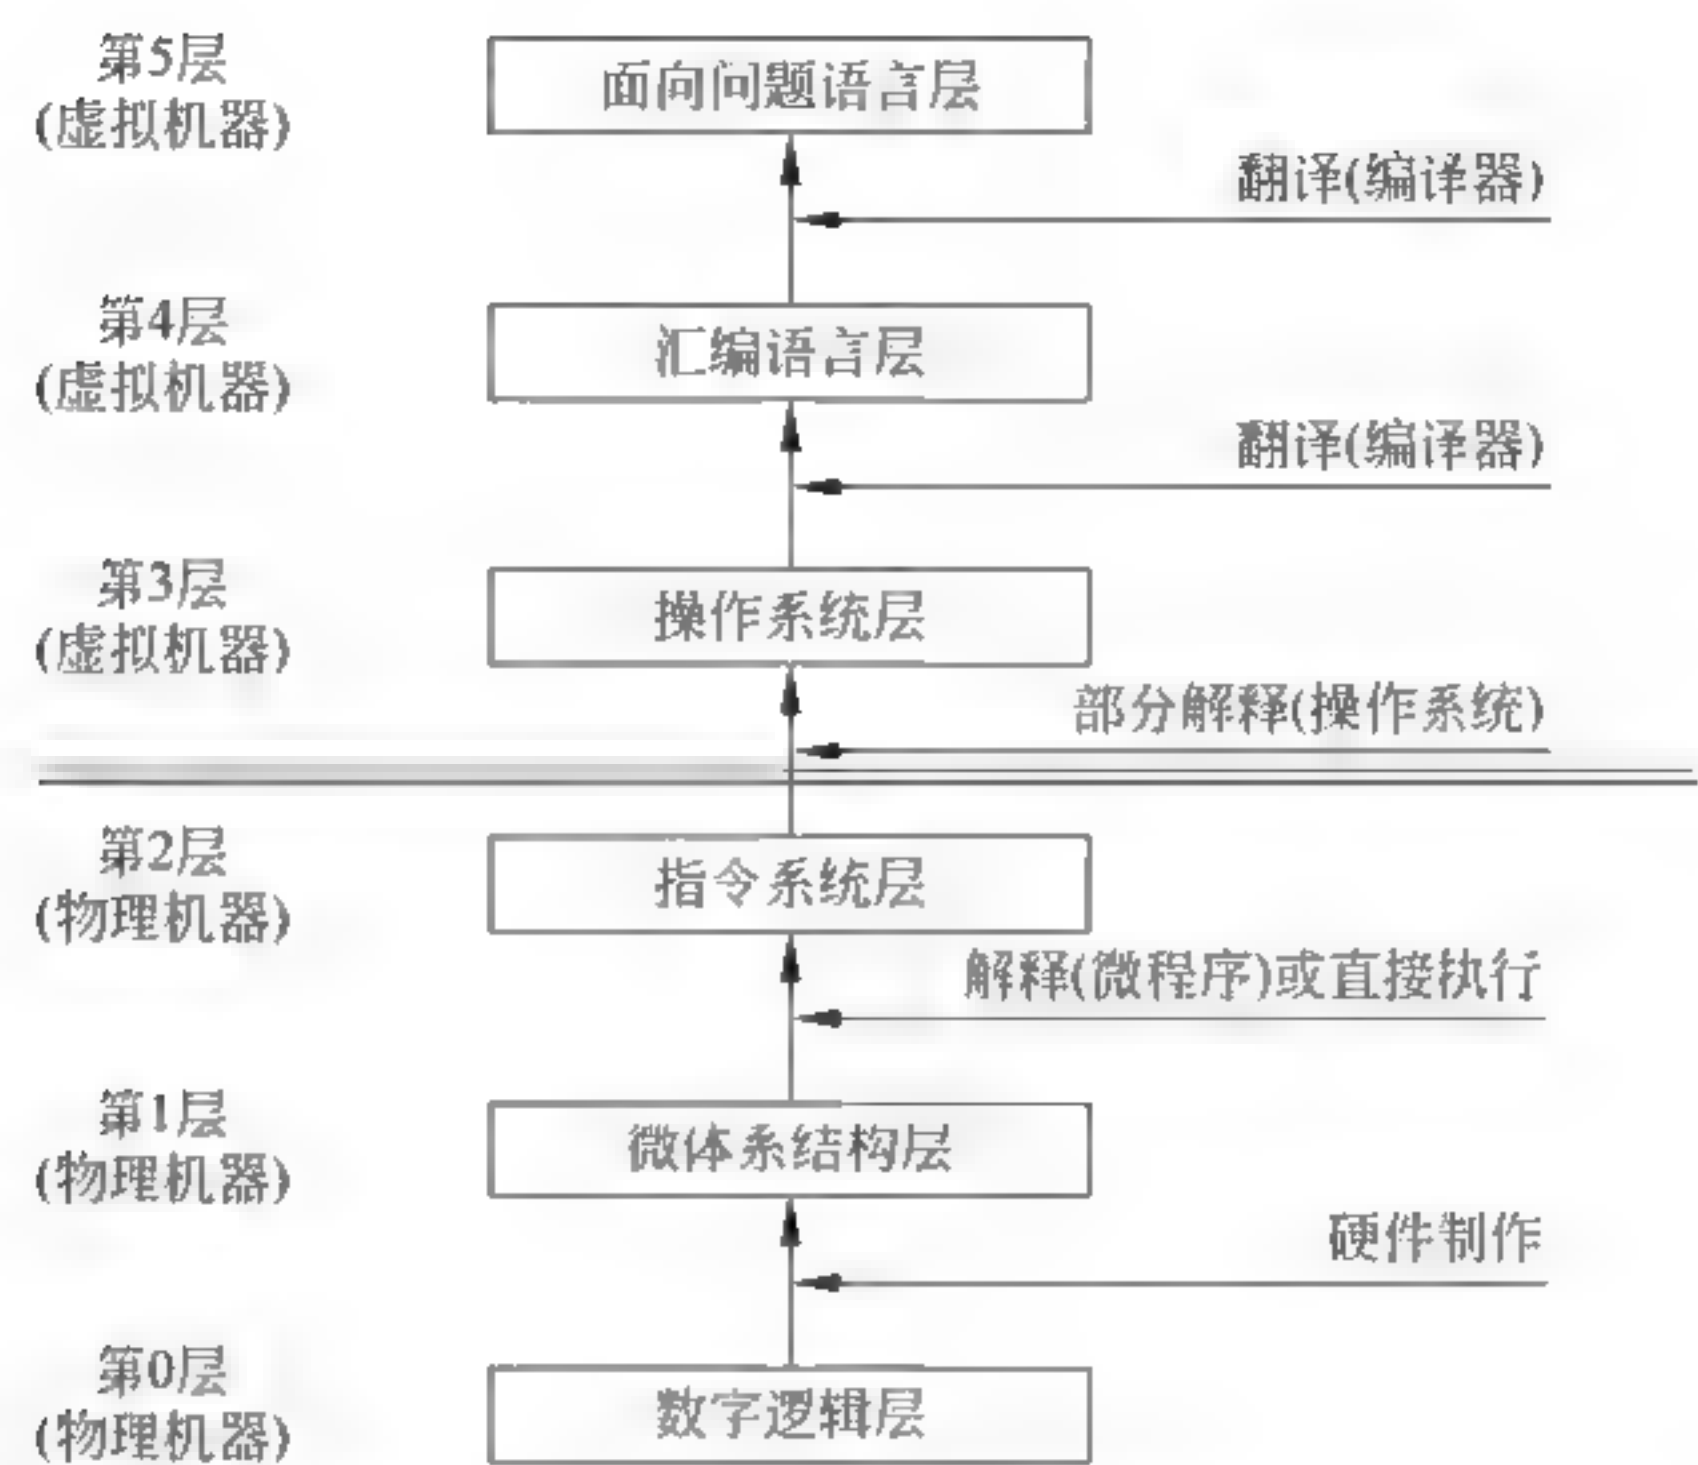 第5层
(虚拟机器)
面向问题语言层
翻译(编译器)
第4层
(虚拟机器)
汇编语言层
翻译(编译器)
第3层
(虚拟机器)
操作系统层
部分解释(操作系统)
第2层
(物理机器)
指令系统层
解释(微程序)或直接执行
第1层
(物理机器)
微体系结构层
硬件制作
第0层
(物理机器)
数字逻辑层